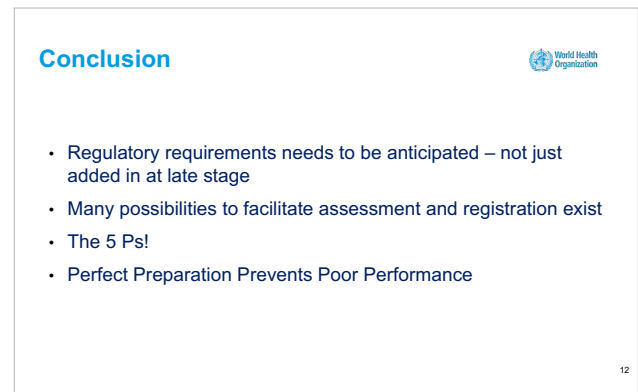 Conclusion
World Health
Organization
• Regulatory requirements needs to be anticipated – not just
added in at late stage
• Many possibilities to facilitate assessment and registration exist
• The 5 Ps!
• Perfect Preparation Prevents Poor Performance
12